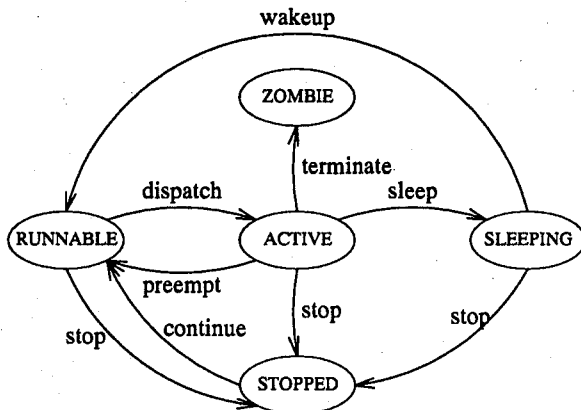 wakeup
ZOMBIE
terminate
dispatch
sleep
RUNNABLE
ACTIVE
SLEEPING
preempt
stop
continue
stop
stop
STOPPED